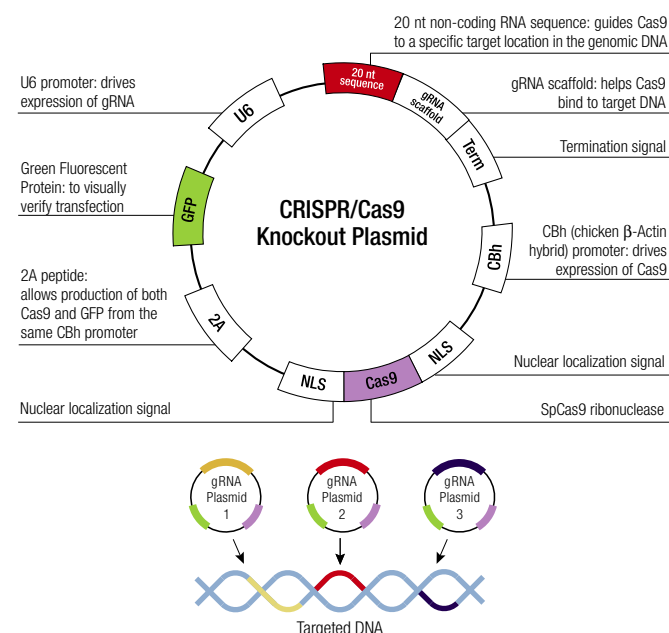 20 nt non-coding RNA sequence: guides Cas9
to a specific target location in the genomic DNA
U6 promoter: drives
expression of gRNA
gRNA scaffold: helps Cas9
bind to target DNA
Termination signal
Green Fluorescent
Protein: to visually
verify transfection
CBh (chicken β-Actin
hybrid) promoter: drives
expression of Cas9
2A peptide:
allows production of both
Cas9 and GFP from the
same CBh promoter
Nuclear localization signal
Nuclear localization signal
SpCas9 ribonuclease
20 nt
sequence
gRNA
scaffold
Term
CBh
NLS
Cas9
NLS
2A
GFP
U6
CRISPR/Cas9
Knockout Plasmid
gRNA
Plasmid
1
gRNA
Plasmid
2
gRNA
Plasmid
3
Targeted DNA